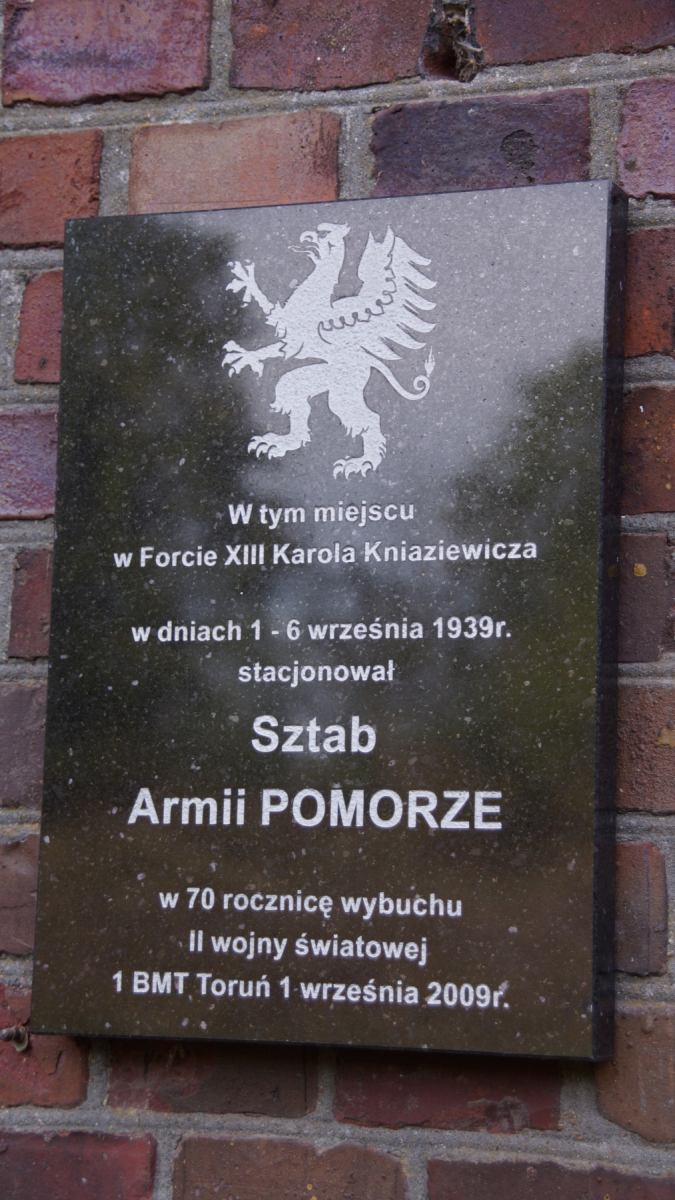 W tym miejscu
w Forcie XIII Karola Kniaziewicza
w dniach 1 - 6 września 1939r.
stacjonował
Sztab
Armii POMORZE
w 70 rocznicę wybuchu
II wojny światowej
1 BMT Toruń 1 września 2009r.